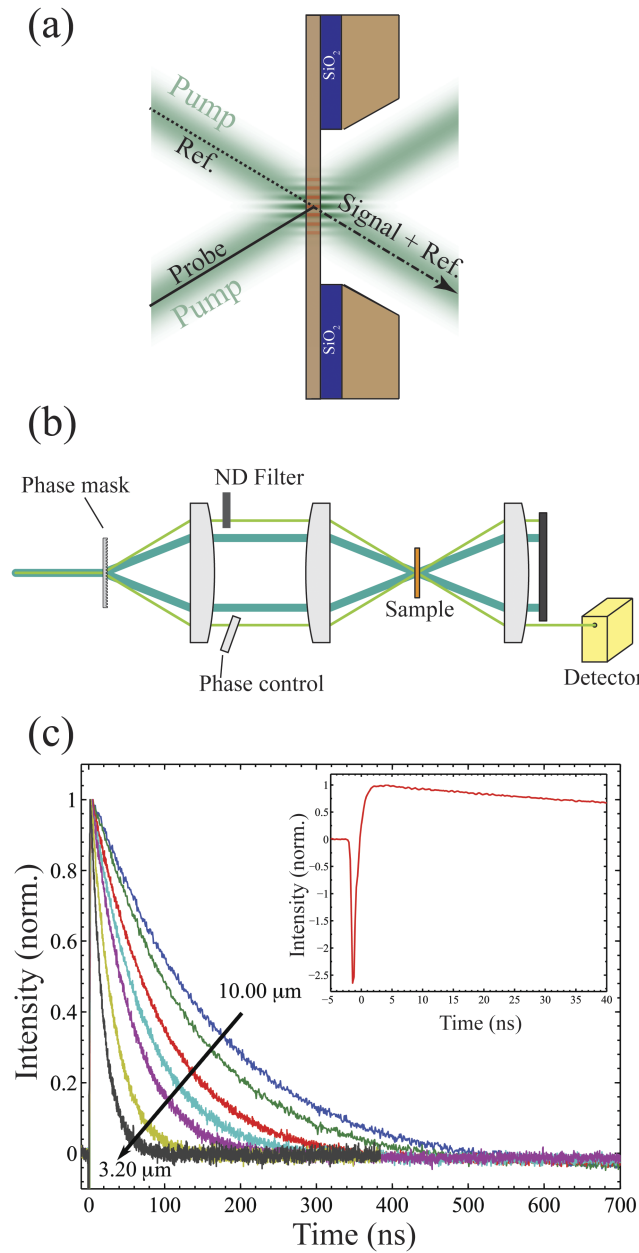 (a)
SiO2
Pump
Ref.
Signal + Ref.
Probe
Pump
SiO2
(b)
Phase mask
ND Filter
Sample
Phase control
Detector
(c)
1
0.8
0.6
0.4
0.2
0
Intensity (norm.)
10.00 μm
3.20 μm
0 100 200 300 400 500 600 700
Time (ns)
1
0.5
0
−0.5
−1
−1.5
−2
−2.5
Intensity (norm.)
−5 0 5 10 15 20 25 30 35 40
Time (ns)